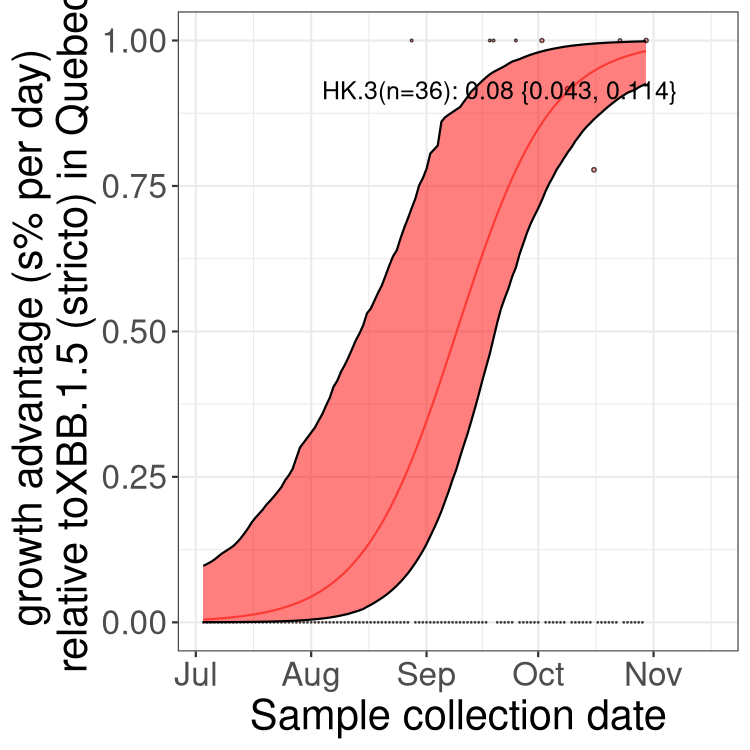 growth advantage (s% per day)
relative toXBB.1.5 (stricto) in Quebec
1.00
0.75
0.50
0.25
0.00
HK.3(n=36): 0.08 {0.043, 0.114}
Jul Aug Sep Oct Nov
Sample collection date